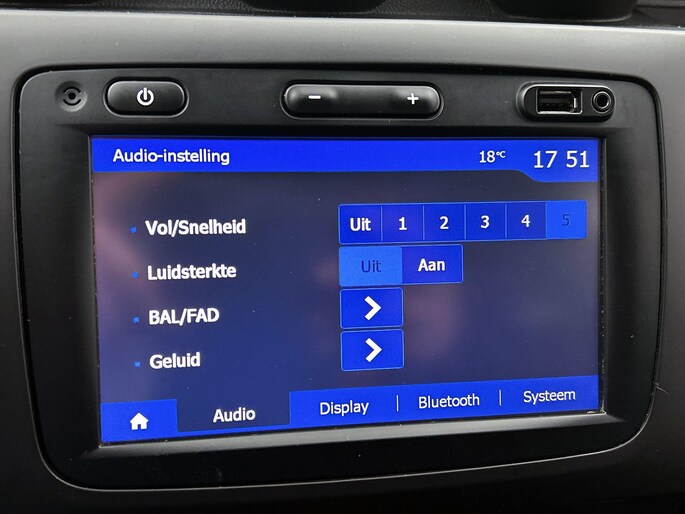 Audio-instelling 18°C 17 51
Vol/Snelheid Uit 1 2 3 4 5
Luidsterkte Uit Aan
BAL/FAD
Geluid
Audio Display Bluetooth Systeem